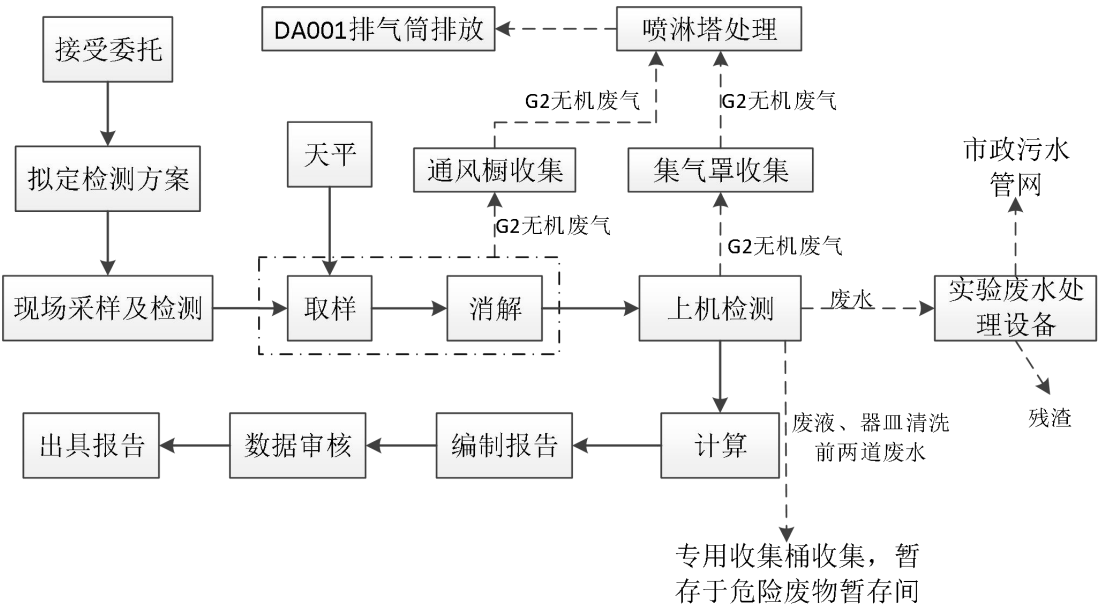 接受委托
DA001排气筒排放
喷淋塔处理
G2无机废气
G2无机废气
拟定检测方案
天平
通风橱收集
集气罩收集
市政污水
管网
G2无机废气
G2无机废气
现场采样及检测
取样
消解
上机检测
废水
实验废水处
理设备
残渣
出具报告
数据审核
编制报告
计算
废液、器皿清洗
前两道废水
专用收集桶收集，暂
存于危险废物暂存间